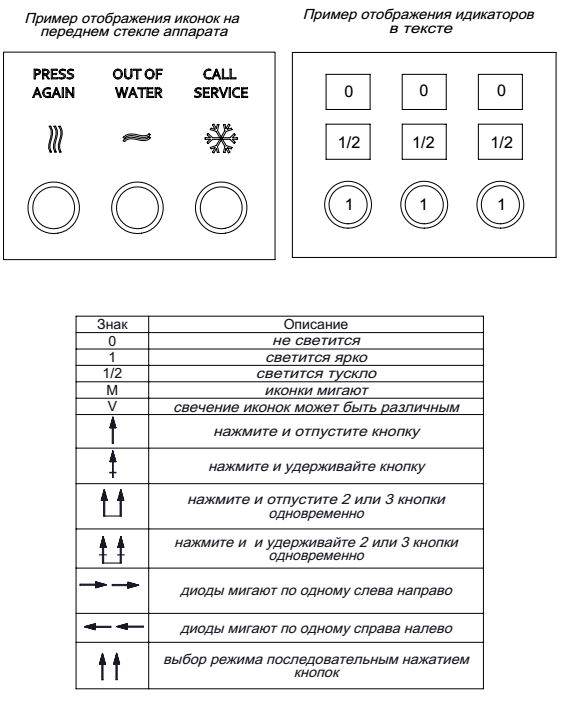 Пример отображения иконок на
переднем стекле аппарата
Пример отображения идикаторов
в тексте
PRESS
AGAIN
OUT OF
WATER
CALL
SERVICE
0 0 0
1/2 1/2 1/2
1 1 1
Знак Описание
0 не светится
1 светится ярко
1/2 светится тускло
M иконки мигают
V свечение иконок может быть различным
нажмите и отпустите кнопку
нажмите и удерживайте кнопку
нажмите и отпустите 2 или 3 кнопки
одновременно
нажмите и и удерживайте 2 или 3 кнопки
одновременно
диоды мигают по одному слева направо
диоды мигают по одному справа налево
выбор режима последовательным нажатием
кнопок